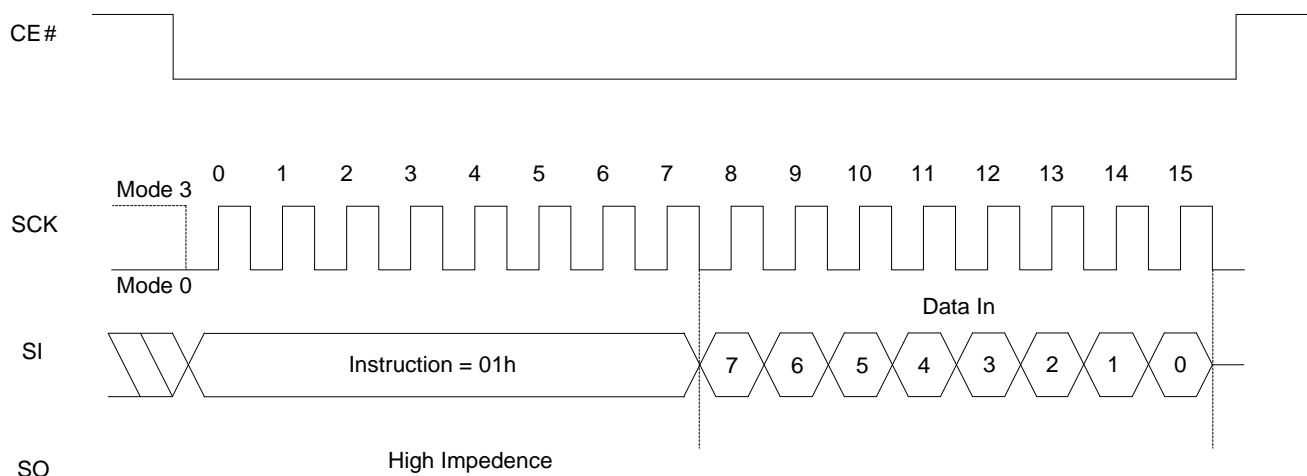 CE#
0 1 2 3 4 5 6 7 8 9 10 11 12 13 14 15
Mode 3
SCK
Mode 0
Data In
SI
Instruction = 01h
7 6 5 4 3 2 1 0
High Impedence
SO